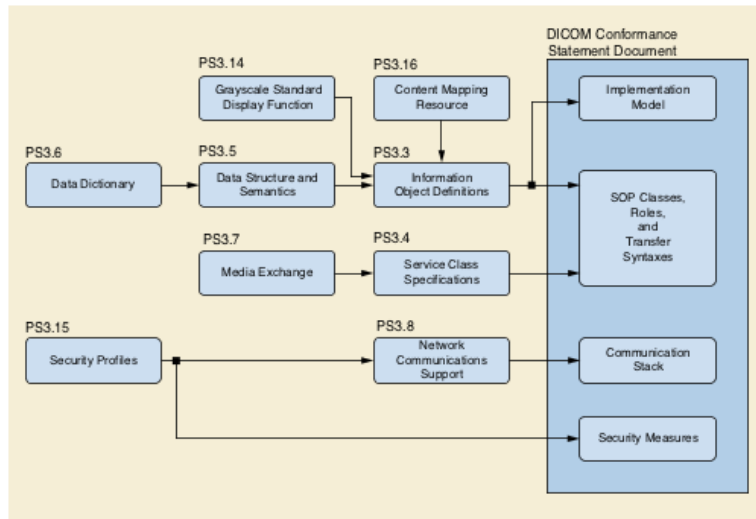 DICOM Conformance
Statement Document
PS3.14
Grayscale Standard
Display Function
PS3.16
Content Mapping
Resource
Implementation
Model
PS3.6
Data Dictionary
PS3.5
Data Structure and
Semantics
PS3.3
Information
Object Definitions
SOP Classes,
Roles,
and
Transfer
Syntaxes
PS3.7
Media Exchange
PS3.4
Service Class
Specifications
PS3.15
Security Profiles
PS3.8
Network
Communications
Support
Communication
Stack
Security Measures